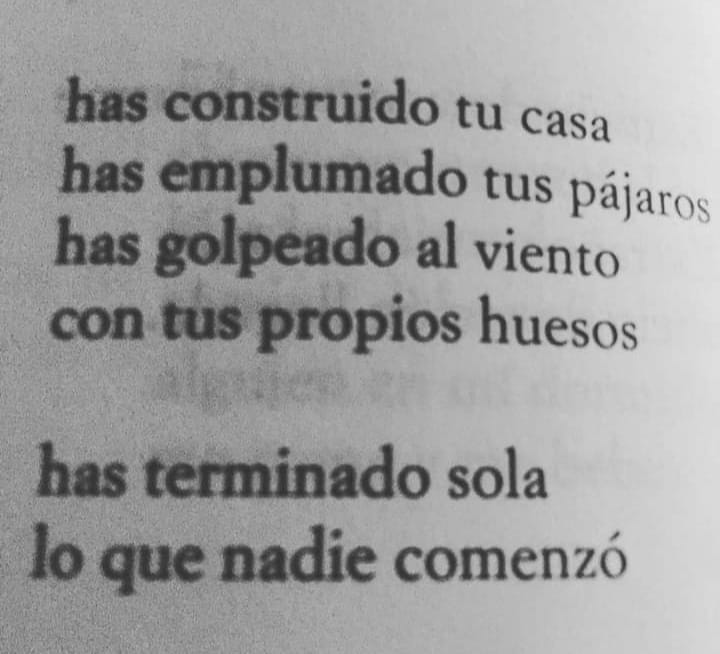 has construido tu casa
has emplumado tus pájaros
has golpeado al viento
con tus propios huesos
has terminado sola
lo que nadie comenzó